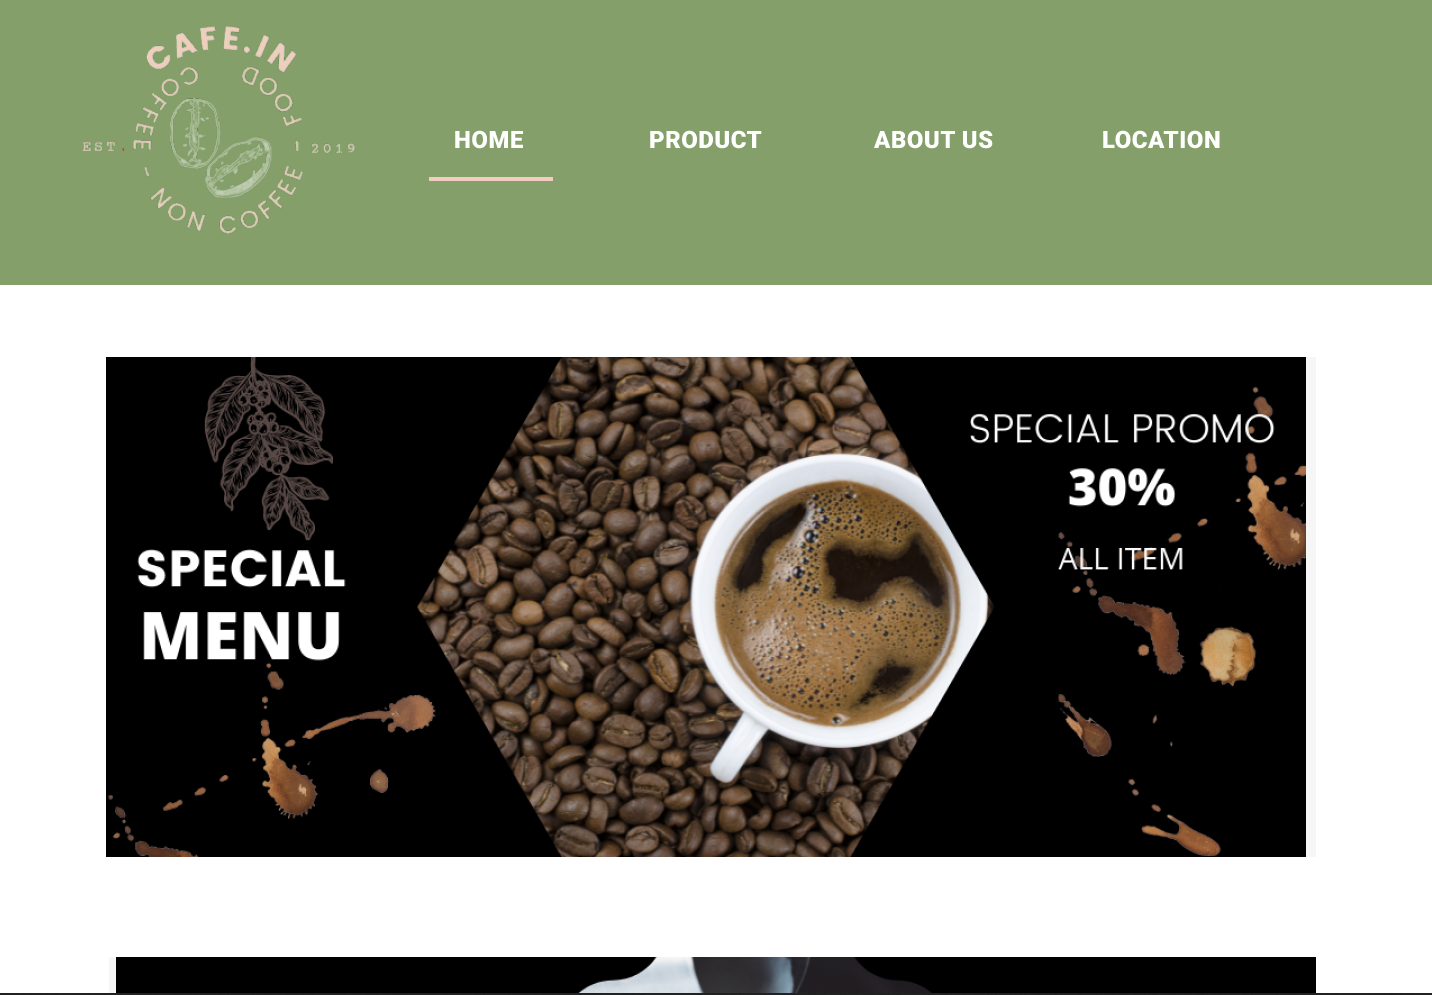 CAFE.IN
COFFEE - NON COFFEE - FOOD
EST. 2019
HOME
PRODUCT
ABOUT US
LOCATION
SPECIAL
MENU
SPECIAL PROMO
30%
ALL ITEM